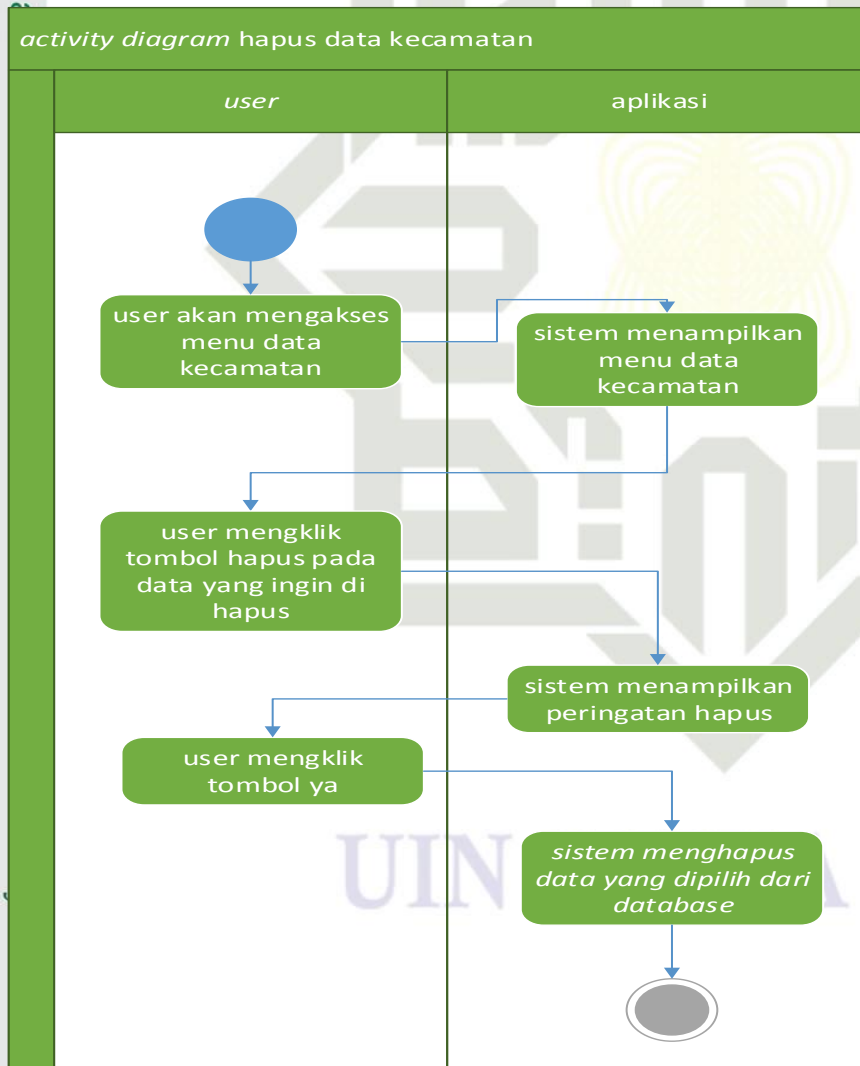 activity diagram hapus data kecamatan
user
aplikasi
user akan mengakses
menu data
kecamatan
sistem menampilkan
menu data
kecamatan
user mengklik
tombol hapus pada
data yang ingin di
hapus
sistem menampilkan
peringatan hapus
user mengklik
tombol ya
sistem menghapus
data yang dipilih dari
database
UIN